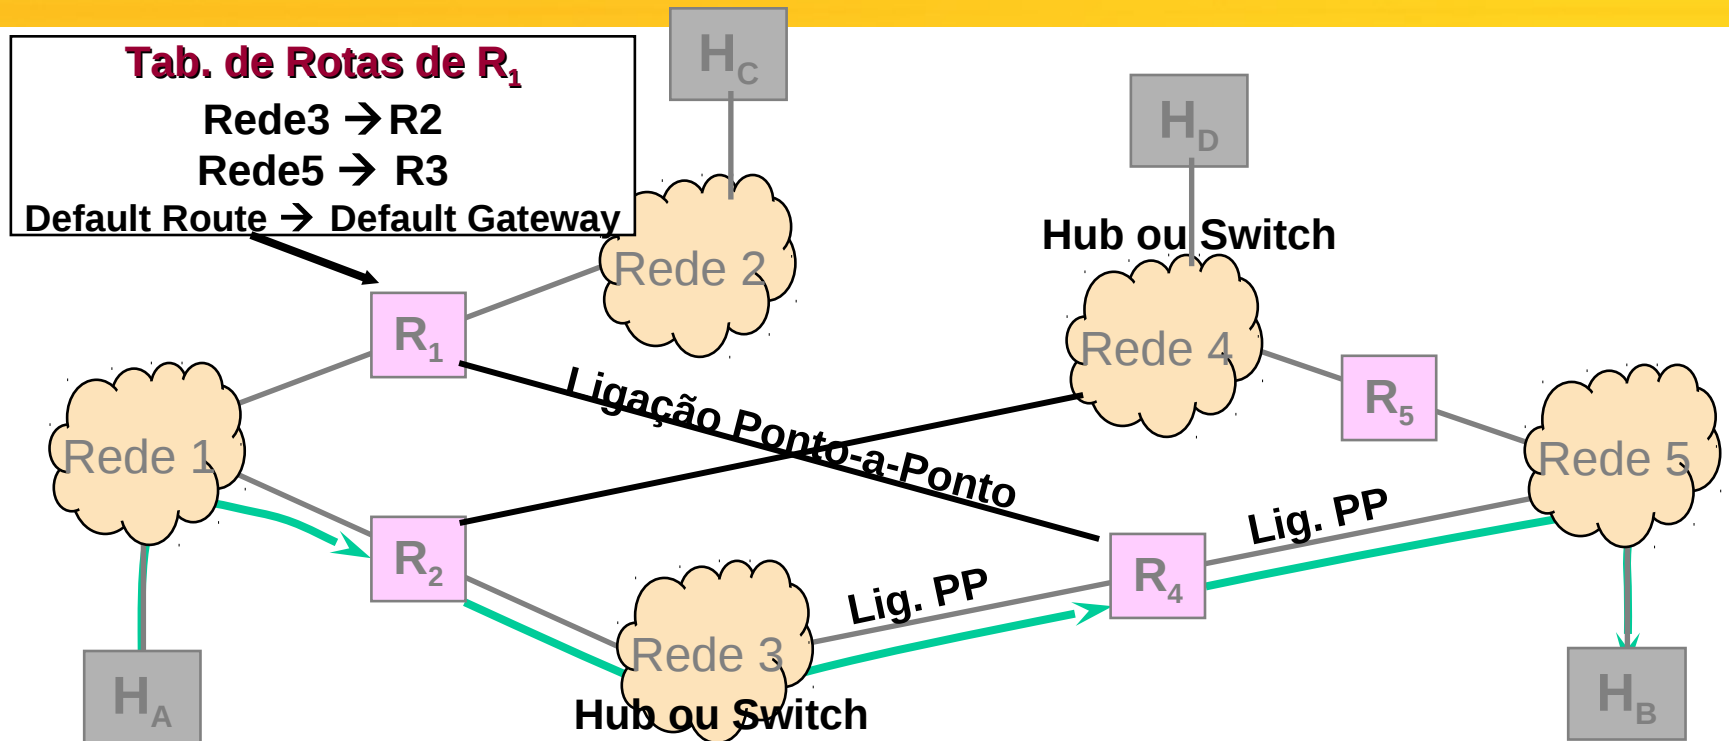 Tab. de Rotas de R1
Rede3 → R2
Rede5 → R3
Default Route → Default Gateway
HC
HD
Hub ou Switch
Rede 2
R1
Rede 4
Ligação Ponto-a-Ponto
R5
Rede 1
Rede 5
Lig. PP
R2
Lig. PP
R4
Rede 3
Hub ou Switch
HA
HB